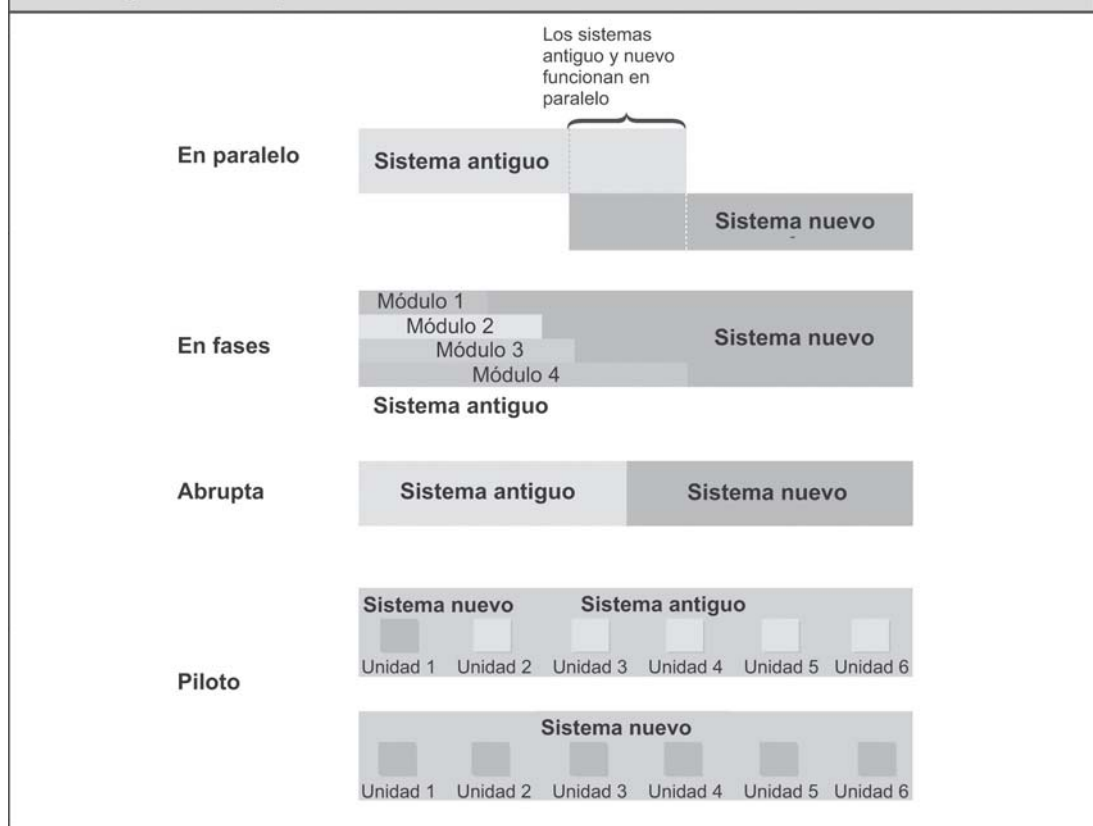 Los sistemas
antiguo y nuevo
funcionan en
paralelo
En paralelo
Sistema antiguo
Sistema nuevo
En fases
Módulo 1
Módulo 2
Módulo 3
Módulo 4
Sistema nuevo
Sistema antiguo
Abrupta
Sistema antiguo Sistema nuevo
Piloto
Sistema nuevo Sistema antiguo
Unidad 1 Unidad 2 Unidad 3 Unidad 4 Unidad 5 Unidad 6
Sistema nuevo
Unidad 1 Unidad 2 Unidad 3 Unidad 4 Unidad 5 Unidad 6